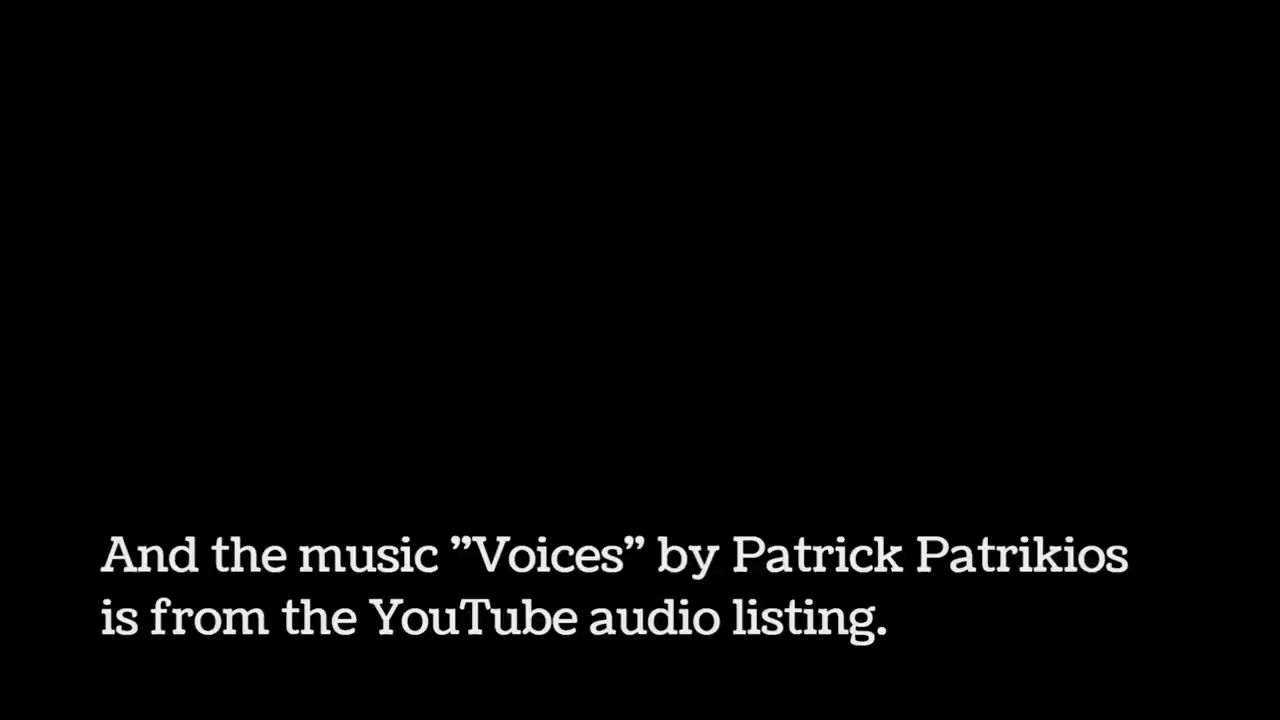 And the music ”Voices” by Patrick Patrikios
is from the YouTube audio listing.